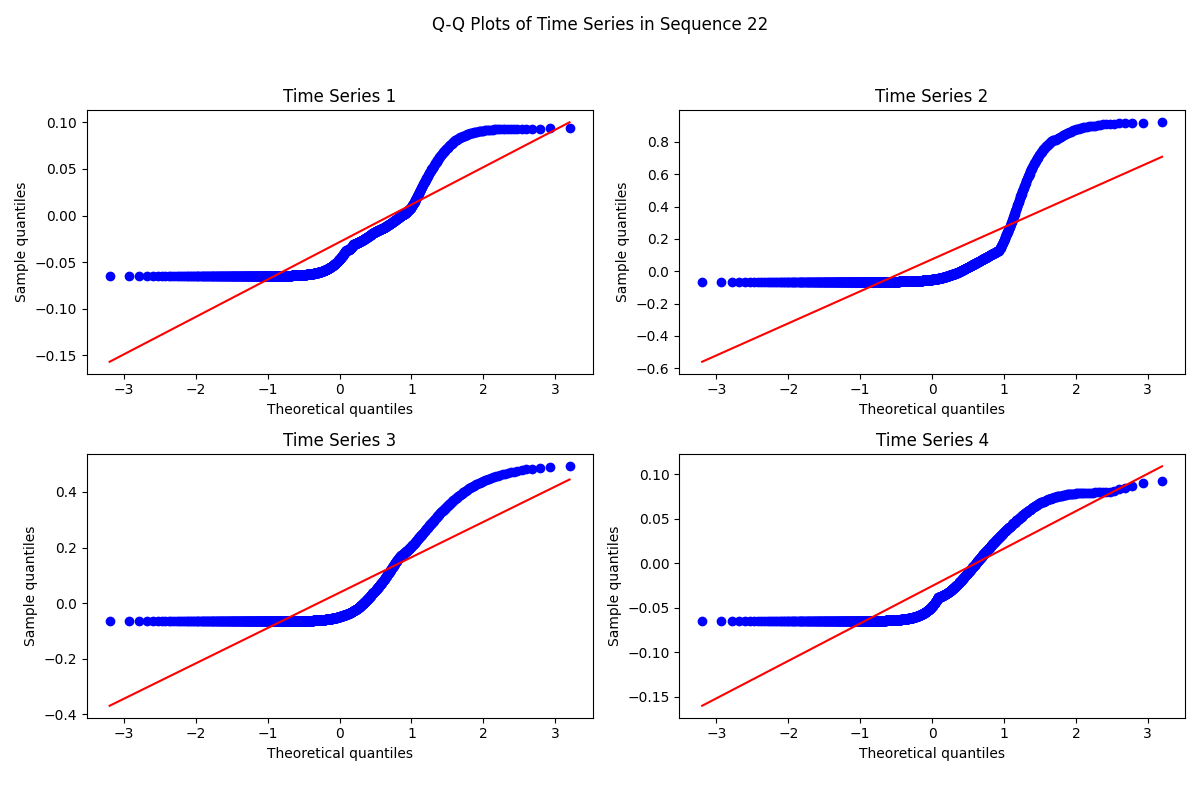 Q-Q Plots of Time Series in Sequence 22
Time Series 1
Sample quantiles
0.10
0.05
0.00
−0.05
−0.10
−0.15
−3 −2 −1 0 1 2 3
Theoretical quantiles
Time Series 2
Sample quantiles
0.8
0.6
0.4
0.2
0.0
−0.2
−0.4
−0.6
−3 −2 −1 0 1 2 3
Theoretical quantiles
Time Series 3
Sample quantiles
0.4
0.2
0.0
−0.2
−0.4
−3 −2 −1 0 1 2 3
Theoretical quantiles
Time Series 4
Sample quantiles
0.10
0.05
0.00
−0.05
−0.10
−0.15
−3 −2 −1 0 1 2 3
Theoretical quantiles